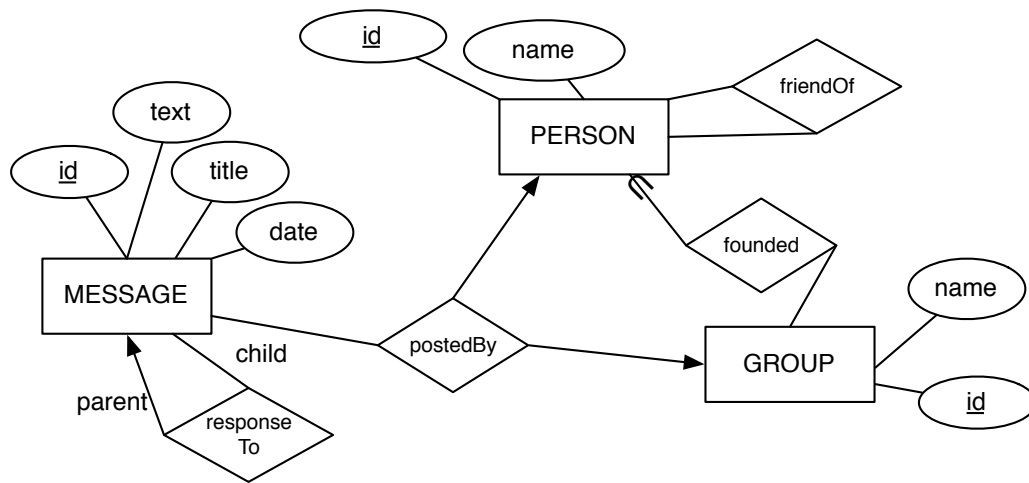 id
name
friendOf
PERSON
text
id
title
date
founded
MESSAGE
name
postedBy
child
GROUP
parent
id
response
To